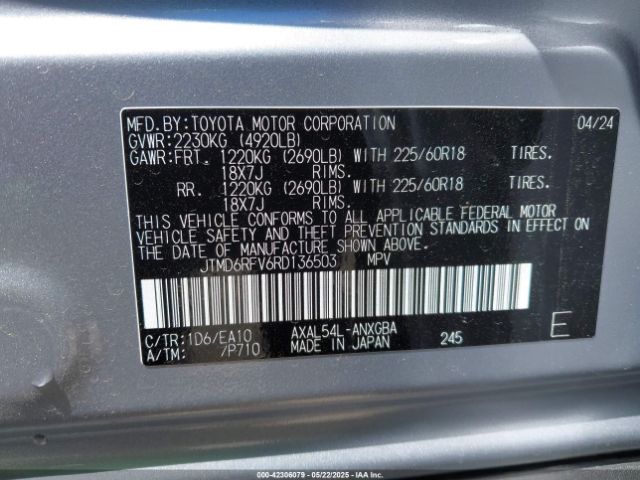 MFD.BY:TOYOTA MOTOR CORPORATION 04/24
GVWR:2230KG (4920LB)
GAWR:FRT. 1220KG (2690LB) WITH 225/60R18 TIRES.
18X7J RIMS.
RR. 1220KG (2690LB) WITH 225/60R18 TIRES.
18X7J RIMS.
THIS VEHICLE CONFORMS TO ALL APPLICABLE FEDERAL MOTOR
VEHICLE SAFETY AND THEFT PREVENTION STANDARDS IN EFFECT ON
THE DATE OF MANUFACTURE SHOWN ABOVE.
JTMD6RFV6RD136503 MPV
C/TR:1D6/EA10 AXAL54L-ANXGBA
A/TM: /P710 MADE IN JAPAN 245 E
000-42306079 - 05/22/2025 - IAA